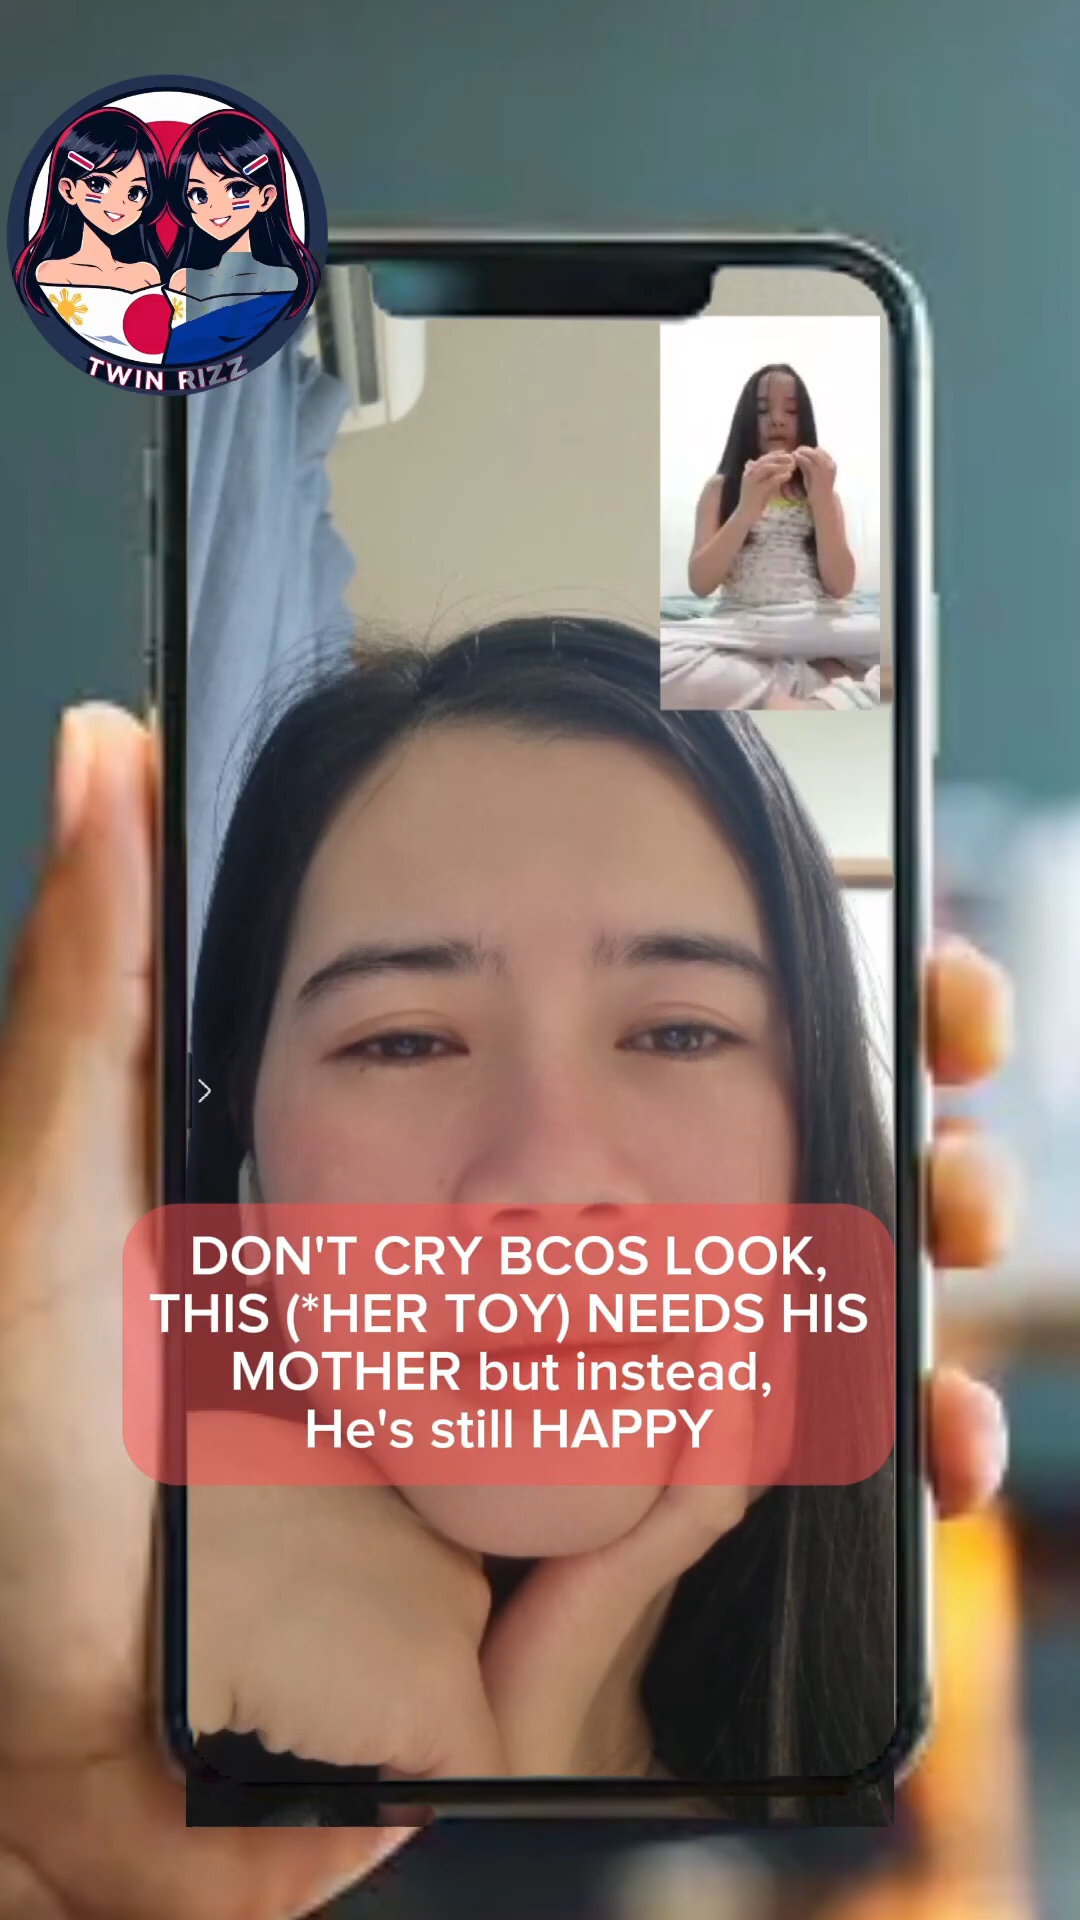 TWIN RIZZ
DON'T CRY BCOS LOOK,
THIS (*HER TOY) NEEDS HIS
MOTHER but instead,
He's still HAPPY